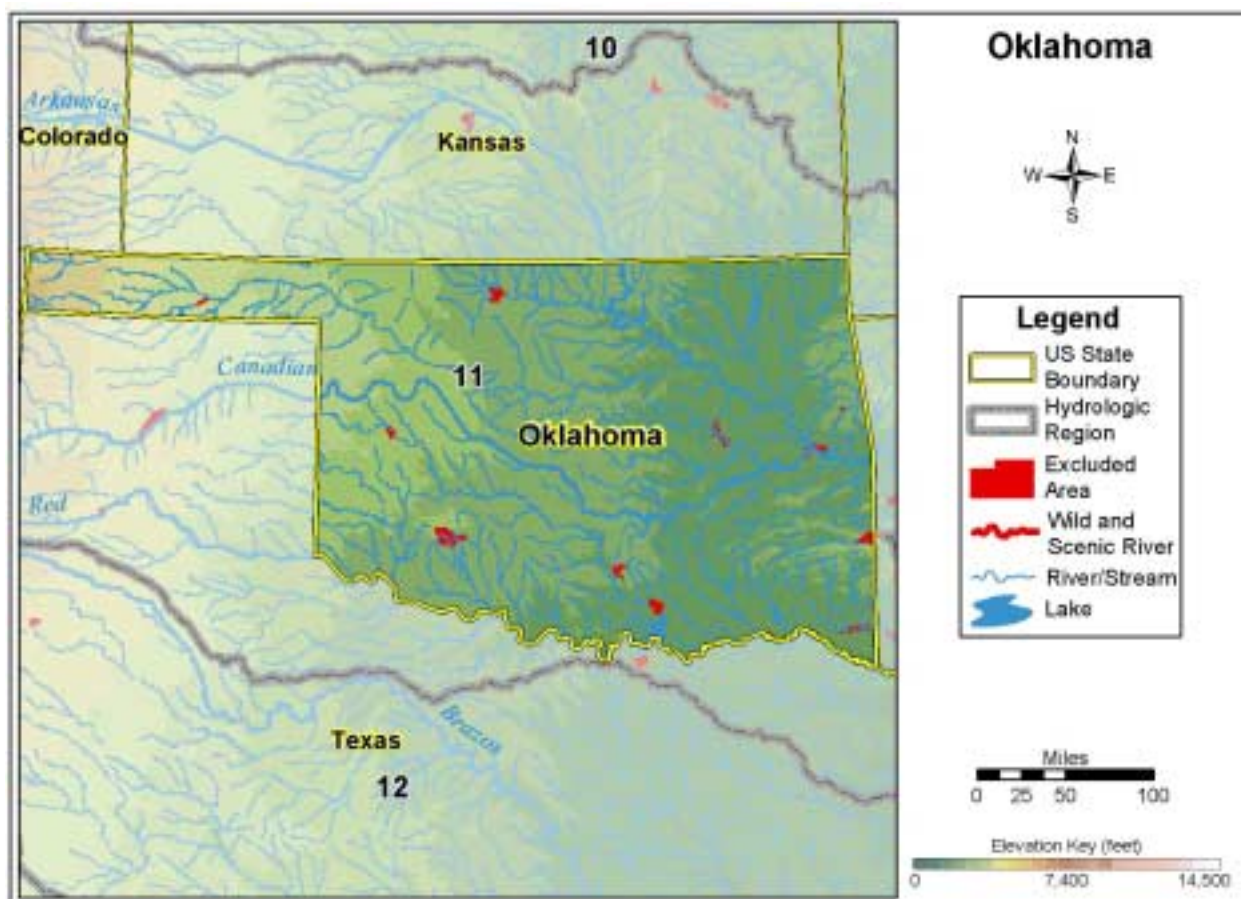 10
Oklahoma
Arkansas
Colorado
Kansas
N
W E
S
Legend
US State
Boundary
Hydrologic
Region
Excluded
Area
Wild and
Scenic River
River/Stream
Lake
Canadian
11
Oklahoma
Red
Brazos
Texas
12
Miles
0 25 50 100
Elevation Key (feet)
0 7,400 14,500